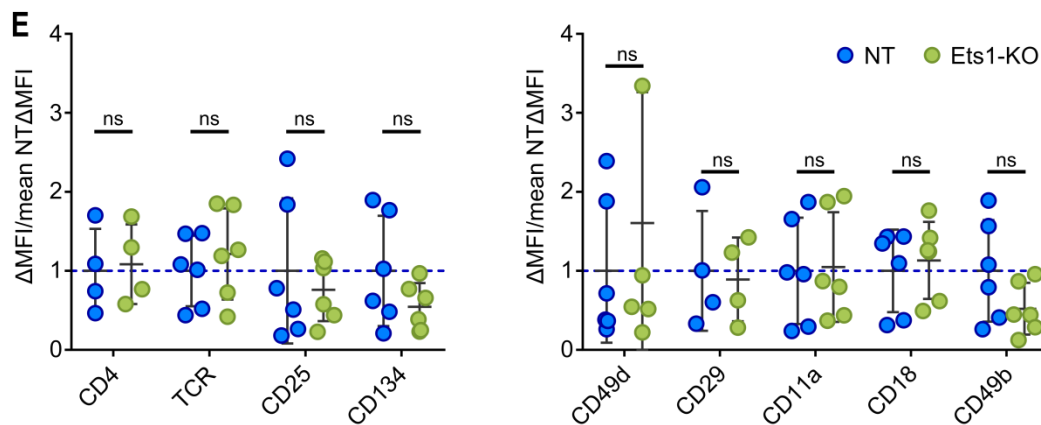 E
ΔMFI/mean NTΔMFI
4
3
2
1
0
ns
ns
ns
ns
CD4
TCR
CD25
CD134
ΔMFI/mean NTΔMFI
4
3
2
1
0
NT
Ets1-KO
ns
ns
ns
ns
ns
CD49d
CD29
CD11a
CD18
CD49b